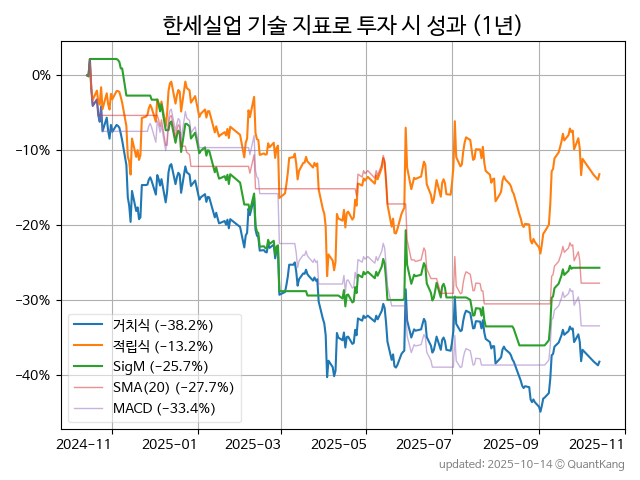 한세실업 기술 지표로 투자 시 성과 (1년)
0%
−10%
−20%
−30%
−40%
거치식 (−38.2%)
적립식 (−13.2%)
SigM (−25.7%)
SMA(20) (−27.7%)
MACD (−33.4%)
2024-11
2025-01
2025-03
2025-05
2025-07
2025-09
2025-11
updated: 2025-10-14 © QuantKang